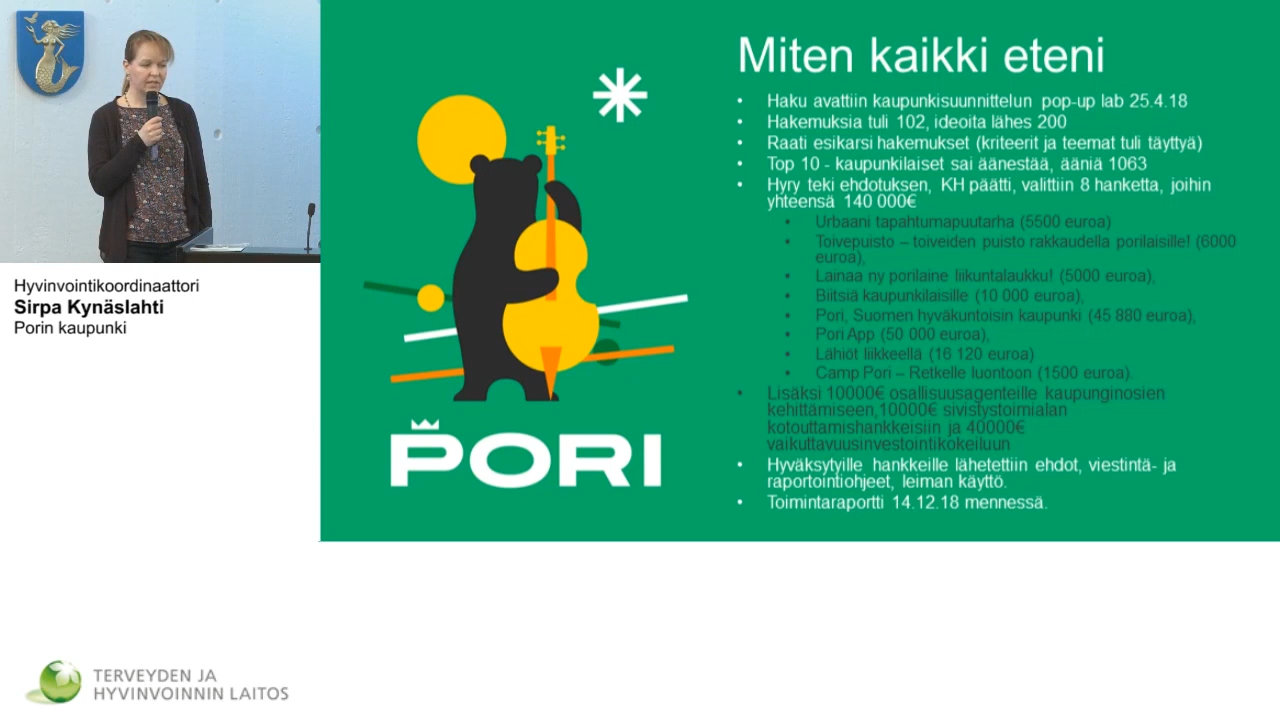 Hyvinvointikoordinaattori
Sirpa Kynäslahti
Porin kaupunki
TERVEYDEN JA
HYVINVOINNIN LAITOS
PORI
Miten kaikki eteni
• Haku avattiin kaupunkisuunnittelun pop-up lab 25.4.18
• Hakemuksia tuli 102, ideoita lähes 200
• Raati esikarsi hakemukset (kriteerit ja teemat tuli täyttyä)
• Top 10 - kaupunkilaiset sai äänestää, ääniä 1063
• Hyry teki ehdotuksen, KH päätti, valittiin 8 hanketta, joihin
yhteensä 140 000€
• Urbaani tapahtumapuutarha (5500 euroa)
• Toivepuisto – toiveiden puisto rakkaudella porilaisille! (6000
euroa),
• Lainaa ny porilaine liikuntalaukku! (5000 euroa),
• Biitsiä kaupunkilaisille (10 000 euroa),
• Pori, Suomen hyväkuntoisin kaupunki (45 880 euroa),
• Pori App (50 000 euroa),
• Lähiöt liikkeellä (16 120 euroa)
• Camp Pori – Retkelle luontoon (1500 euroa).
• Lisäksi 10000€ osallisuusagenteille kaupunginosien
kehittämiseen,10000€ sivistystoimialan
kotouttamishankkeisiin ja 40000€
vaikuttavuusinvestointikokeiluun
• Hyväksytyille hankkeille lähetettiin ehdot, viestintä- ja
raportointiohjeet, leiman käyttö.
• Toimintaraportti 14.12.18 mennessä.